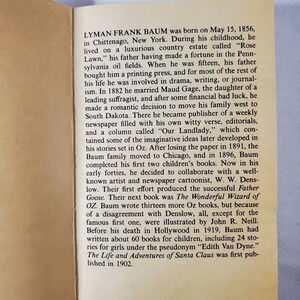 LYMAN FRANK BAUM was born on May 15, 1856,
in Chittenago, New York. During his childhood, he
lived on a luxurious country estate called "Rose
Lawn," his father having made a fortune in the Penn-
sylvania oil fields. When he was fifteen, his father
bought him a printing press, and for most of the rest of
his life he was involved in printing, drama, or journal-
ism. In 1882 he married Maud Gage, the daughter of a
leading suffragist, and after some financial doldrums, he
made a romantic decision to move his family west to
South Dakota. There he became publisher of a weekly
newspaper filled with his own witty verse, editorials,
and a column called "Our Landlady," which con-
tained some of the imaginative ideas later developed in
his stories set in Oz. After losing the paper in 1891, the
Baum family moved to Chicago, and in 1896, Baum
completed his first two children's books. Now in his
early forties, he decided to collaborate with a well-
known artist and newspaper cartoonist, W. W. Dens-
low. Their first effort produced the successful Father
Goose. Their next book was The Wonderful Wizard of
OZ. Baum wrote thirteen more Oz books, but because
of a disagreement with Denslow, all, except for the
famous first one, were illustrated by John R. Neill.
Before his death in Hollywood in 1919, Baum had
written about 60 books for children, including 24 sto-
ries for girls under the pseudonym "Edith Van Dyne."
The Life and Adventures of Santa Claus was first pub-
lished in 1902.